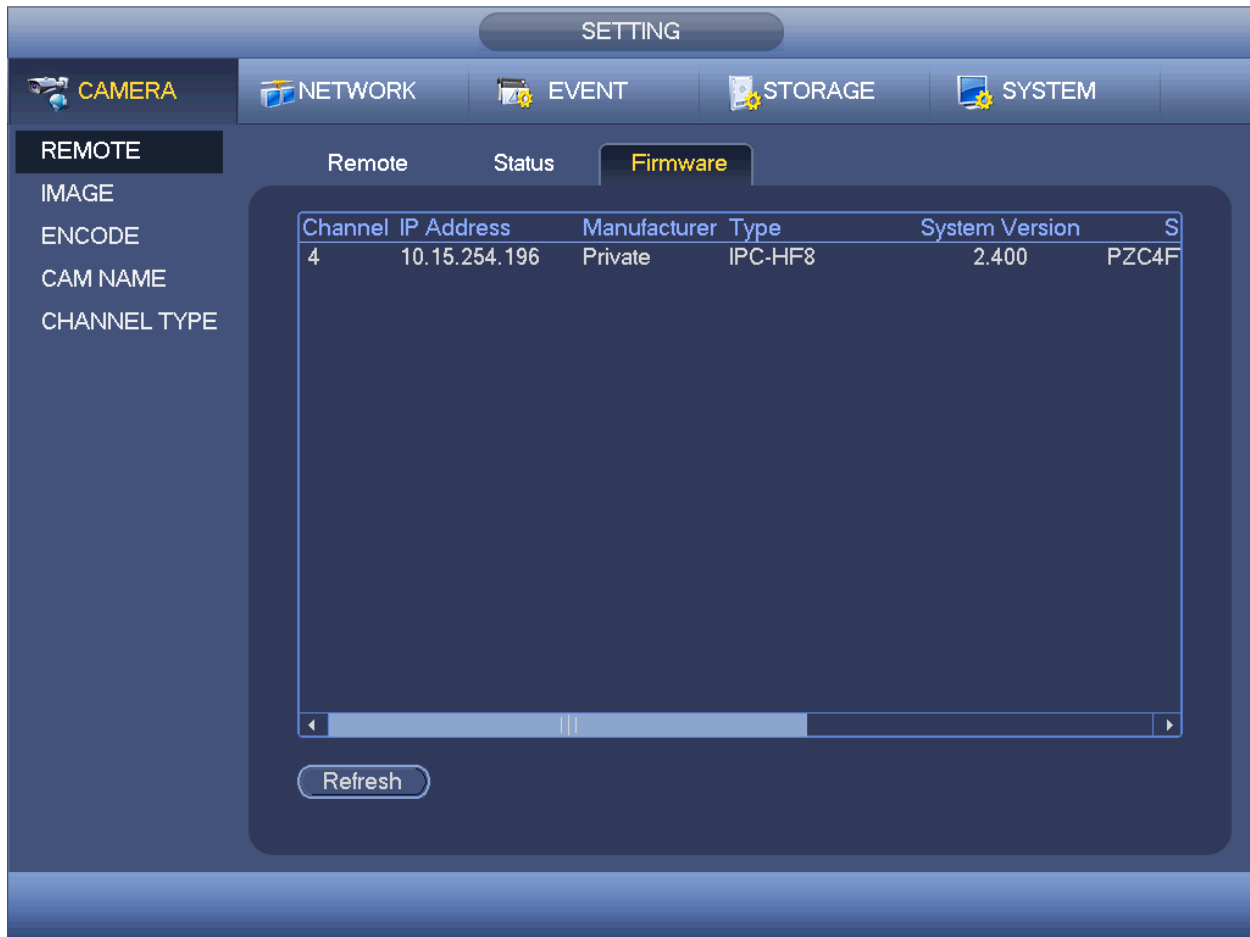 SETTING
CAMERA NETWORK EVENT STORAGE SYSTEM
REMOTE
IMAGE
ENCODE
CAM NAME
CHANNEL TYPE
Remote Status Firmware
Channel IP Address Manufacturer Type System Version S
4 10.15.254.196 Private IPC-HF8 2.400 PZC4F
Refresh